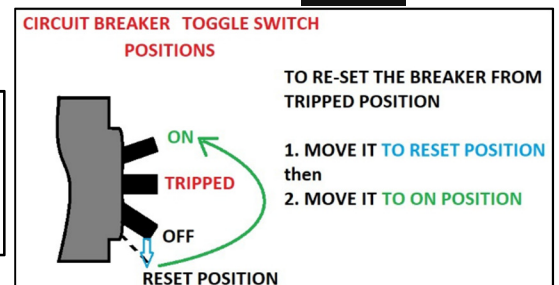 CIRCUIT BREAKER TOGGLE SWITCH
POSITIONS
TO RE-SET THE BREAKER FROM
TRIPPED POSITION
1. MOVE IT TO RESET POSITION
then
2. MOVE IT TO ON POSITION
ON
TRIPPED
OFF
RESET POSITION